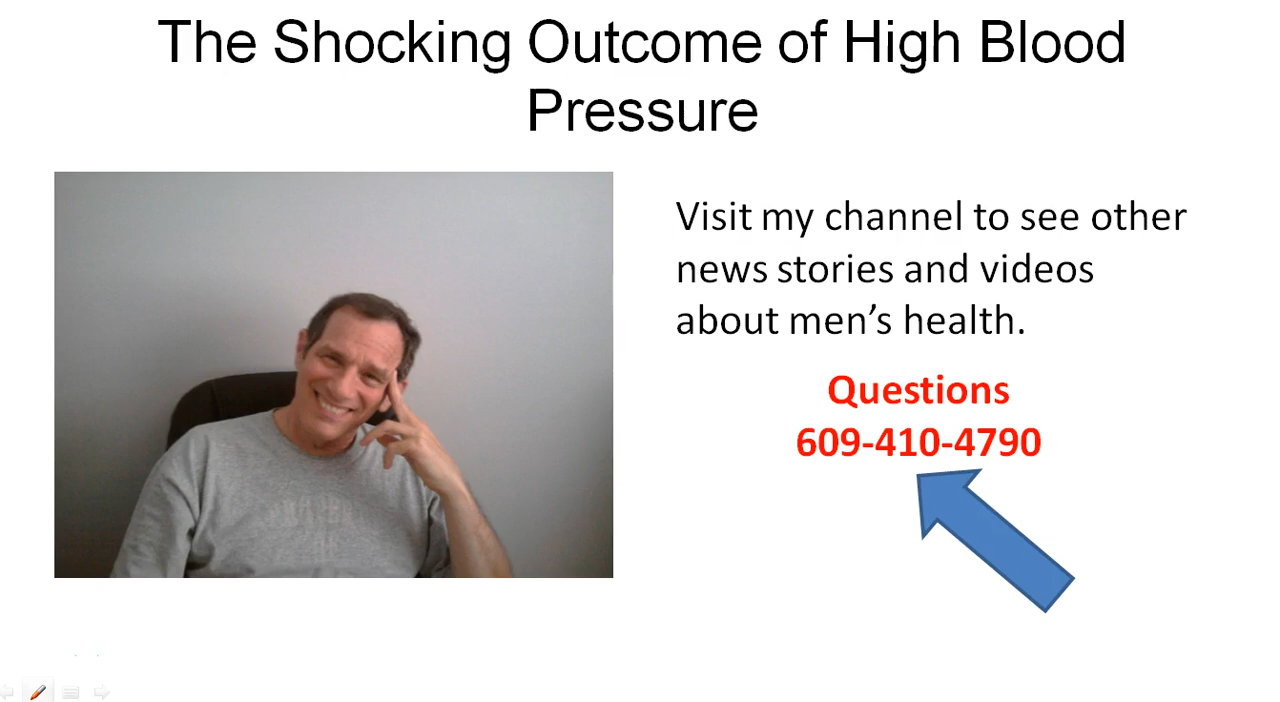 The Shocking Outcome of High Blood
Pressure
Visit my channel to see other
news stories and videos
about men's health.
Questions
609-410-4790